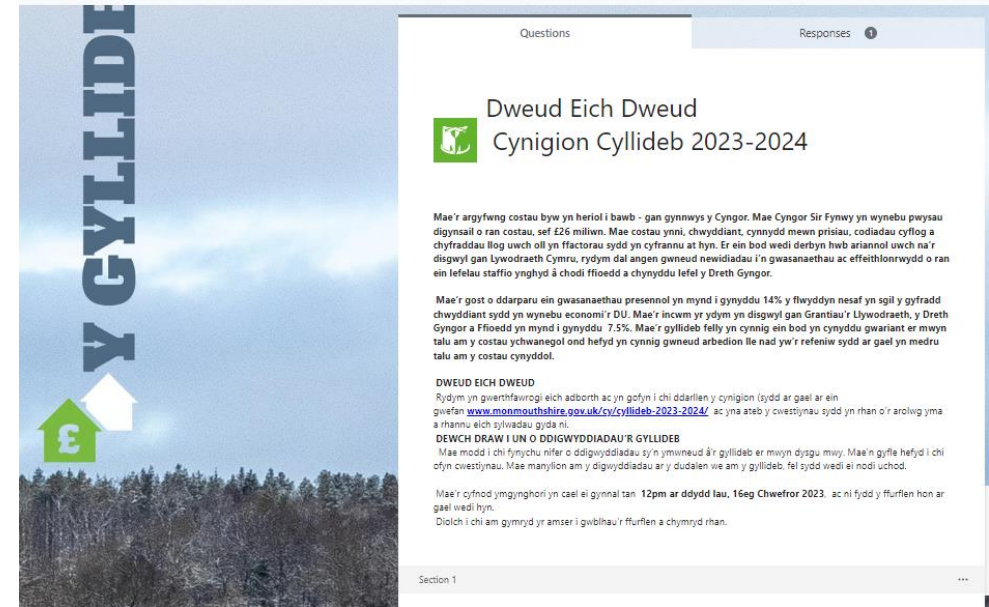 Y GYLLIDE
£
Questions
Responses 1
Dweud Eich Dweud
Cynigion Cyllideb 2023-2024
Mae'r argyfwng costau byw yn heriol i bawb - gan gynnwys y Cyngor. Mae Cyngor Sir Fynwy yn wynebu pwysau
digynsail o ran costau, sef £26 miliwn. Mae costau ynni, chwyddiant, cynnydd mewn prisiau, codiadau cyflog a
chyfraddau llog uwch oll yn ffactorau sydd yn cyfrannu at hyn. Er ein bod wedi derbyn hwb ariannol uwch na'r
disgwyl gan Lywodraeth Cymru, rydym dal angen gwneud newidiadau i'n gwasanaethau ac effeithlonrwydd o ran
ein lefelau staffio ynghyd â chodi ffioedd a chynyddu lefel y Dreth Gyngor.
Mae'r gost o ddarparu ein gwasanaethau presennol yn mynd i gynyddu 14% y flwyddyn nesaf yn sgil y gyfradd
chwyddiant sydd yn wynebu economi'r DU. Mae'r incwm yr ydym yn disgwyl gan Grantiau'r Llywodraeth, y Dreth
Gyngor a Ffioedd yn mynd i gynyddu 7.5%. Mae'r gyllideb felly yn cynnig ein bod yn cynyddu gwariant er mwyn
talu am y costau ychwanegol ond hefyd yn cynnig gwneud arbedion lle nad yw'r refeniw sydd ar gael yn medru
talu am y costau cynyddol.
DWEUD EICH DWEUD
Rydym yn gwerthfawrogi eich adborth ac yn gofyn i chi ddarllen y cynigion (sydd ar gael ar ein
gwefan www.monmouthshire.gov.uk/cy/cyllideb-2023-2024/ ac yna ateb y cwestiynau sydd yn rhan o'r arolwg yma
a rhannu eich sylwadau gyda ni.
DEWCH DRAW I UN O DDIGWYDDIADAU'R GYLLIDEB
Mae modd i chi fynychu nifer o ddigwyddiadau sy'n ymwneud â'r gyllideb er mwyn dysgu mwy. Mae'n gyfle hefyd i chi
ofyn cwestiynau. Mae manylion am y digwyddiadau ar y dudalen we am y gyllideb, fel sydd wedi ei nodi uchod.
Mae'r cyfnod ymgynghori yn cael ei gynnal tan 12pm ar ddydd Iau, 16eg Chwefror 2023, ac ni fydd y ffurflen hon ar
gael wedi hyn.
Diolch i chi am gymryd yr amser i gwblhau'r ffurflen a chymryd rhan.
Section 1
...